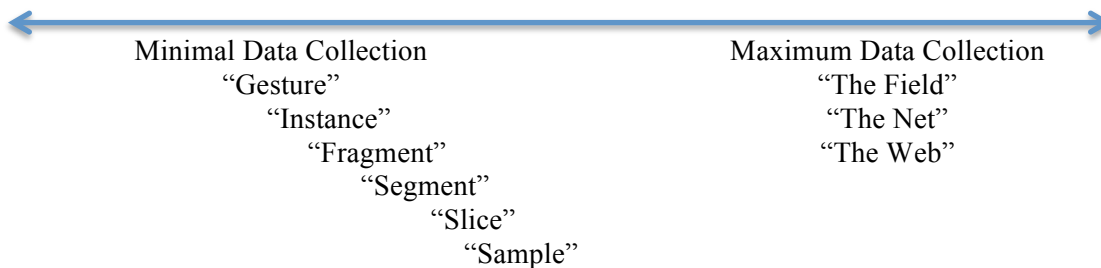 Minimal Data Collection
“Gesture”
“Instance”
“Fragment”
“Segment”
“Slice”
“Sample”
Maximum Data Collection
“The Field”
“The Net”
“The Web”